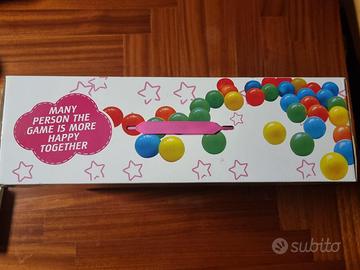 MANY
PERSON THE
GAME IS MORE
HAPPY
TOGETHER
subito